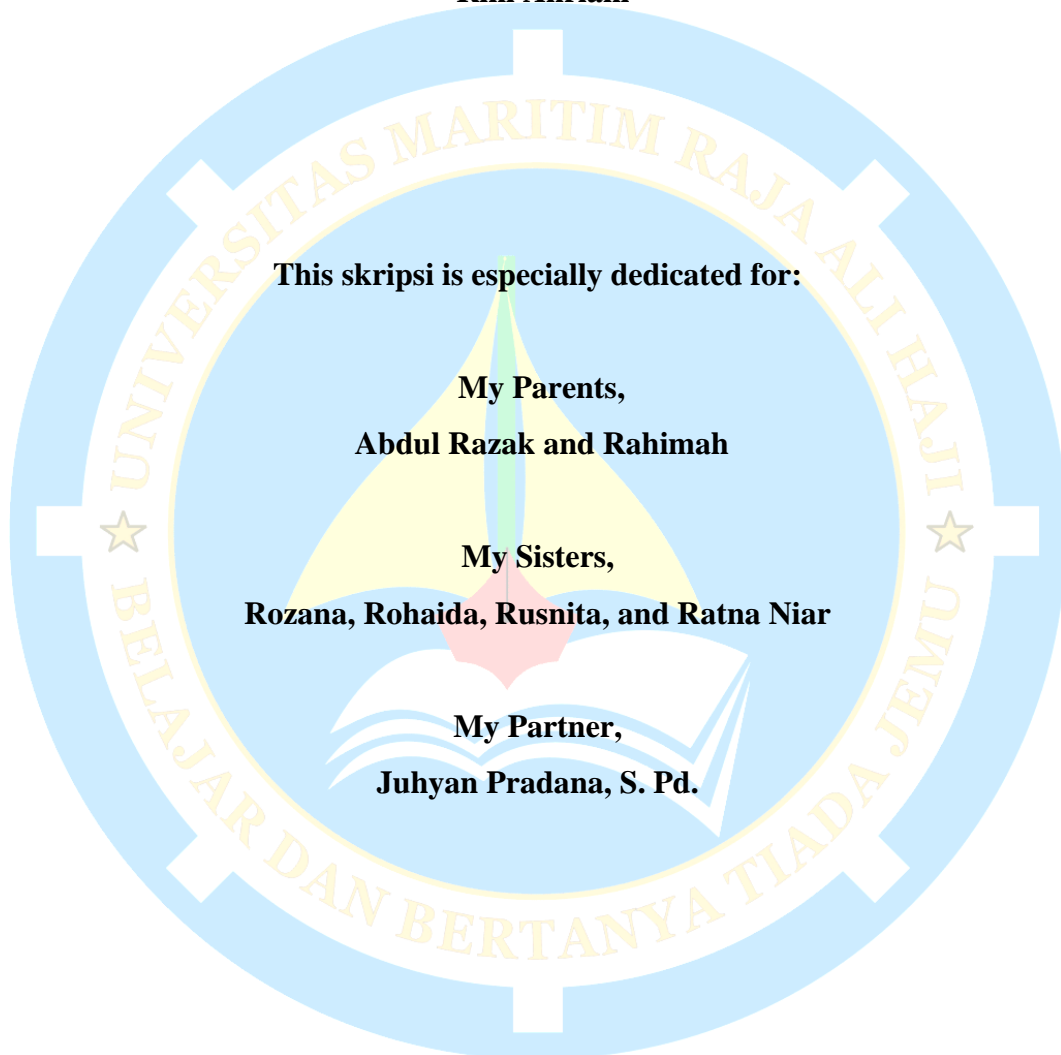 UNIVERSITAS MARITIM RAJA ALI HAJI
This skripsi is especially dedicated for:
My Parents,
Abdul Razak and Rahimah
My Sisters,
Rozana, Rohaida, Rusnita, and Ratna Niar
My Partner,
Juhyan Pradana, S. Pd.
BELAJAR DAN BERTANYA TIADA JEMU